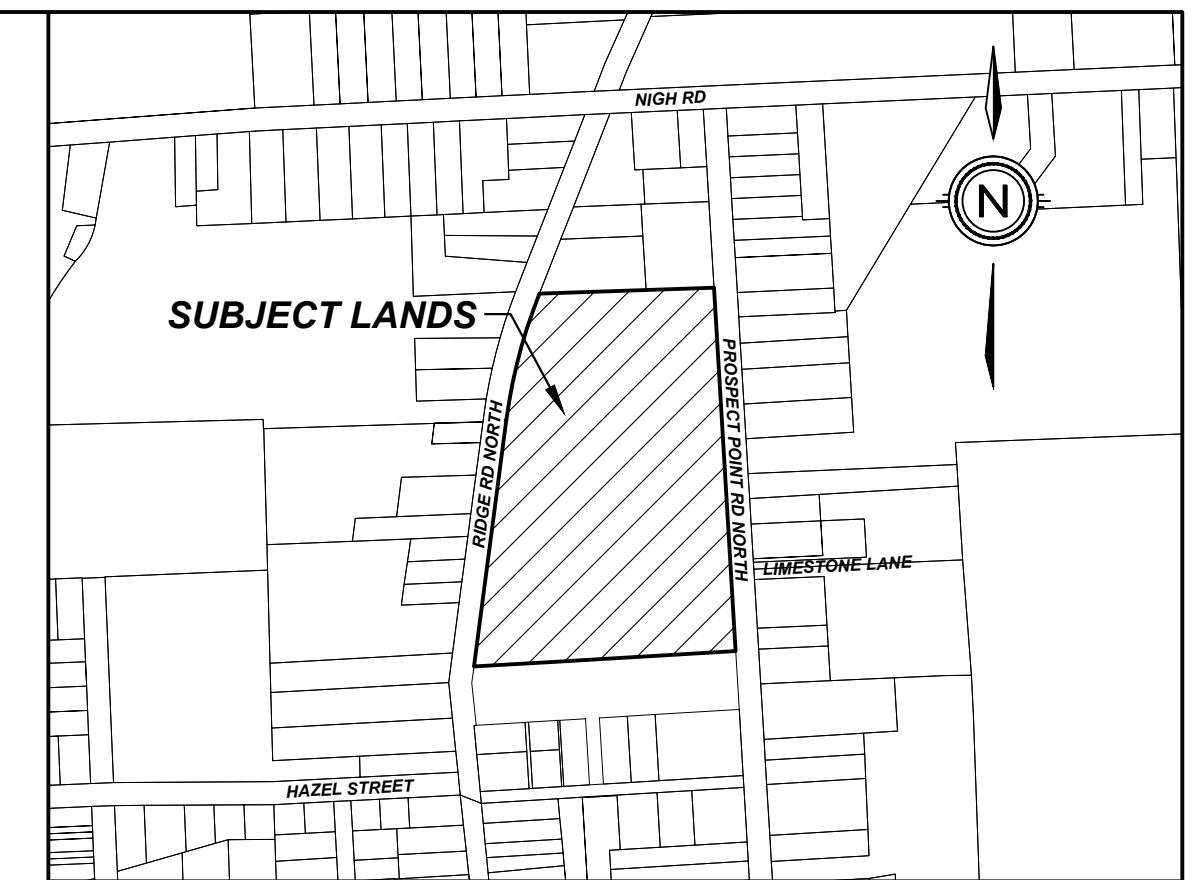 NIGH RD
N
SUBJECT LANDS
RIDGE RD NORTH
PROSPECT POINT RD NORTH
LIMESTONE LANE
HAZEL STREET